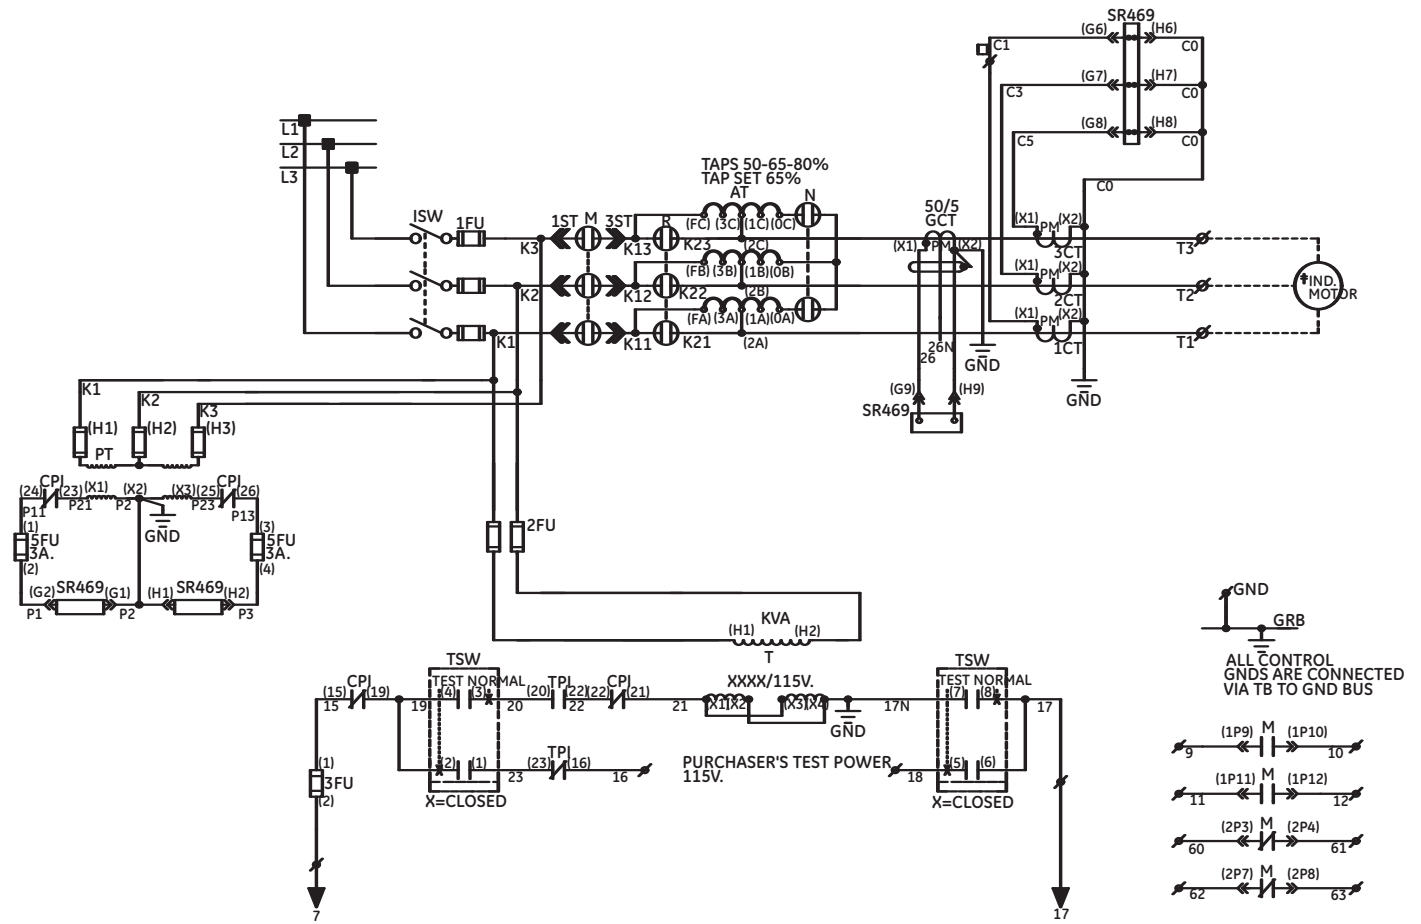 SR469
(G6) (H6)
C1 C0
(G7) (H7)
C3 C0
(G8) (H8)
C5 C0
C0
L1
L2
L3
TAPS 50-65-80%
TAP SET 65%
AT N
ISW 1FU 1ST M 3ST R
(FC) (3C) (1C) (0C)
K3 K13 K23 (2C)
(FB) (3B) (1B) (0B)
K2 K12 K22 (2B)
(FA) (3A) (1A) (0A)
K1 K11 K21 (2A)
50/5
GCT
(X1) PM (X2)
26N
26
GND
(G9) (H9)
SR469
(X1) PM (X2)
3CT
(X1) PM (X2)
2CT
(X1) PM (X2)
1CT
GND
T3
T2
T1
*IND.
MOTOR
K1
K2
K3
(H1) (H2) (H3)
PT
CPI CPI
(24) (23) (X1) (X2) (X3) (25) (26)
P11 P21 P2 P23 P13
GND
(1) (3)
5FU 5FU
3A. 3A.
(2) (4)
(G2) SR469 (G1) (H1) SR469 (H2)
P1 P2 P3
2FU
KVA
(H1) (H2)
T
XXXX/115V.
TSW
TEST NORMAL
CPI TPI CPI
(15) (19) (4) (3) (20) (22) (22) (21)
15 19 20 22 21
(X1) (X2) (X3) (X4)
GND
17N
TPI
(2) (1) (23) (16)
23 16
X=CLOSED
(1)
3FU
(2)
7
PURCHASER'S TEST POWER
115V.
TSW
TEST NORMAL
(7) (8)
17
18 (5) (6)
X=CLOSED
17
GND
GRB
ALL CONTROL
GNDS ARE CONNECTED
VIA TB TO GND BUS
(1P9) M (1P10)
9 10
(1P11) M (1P12)
11 12
(2P3) M (2P4)
60 61
(2P7) M (2P8)
62 63